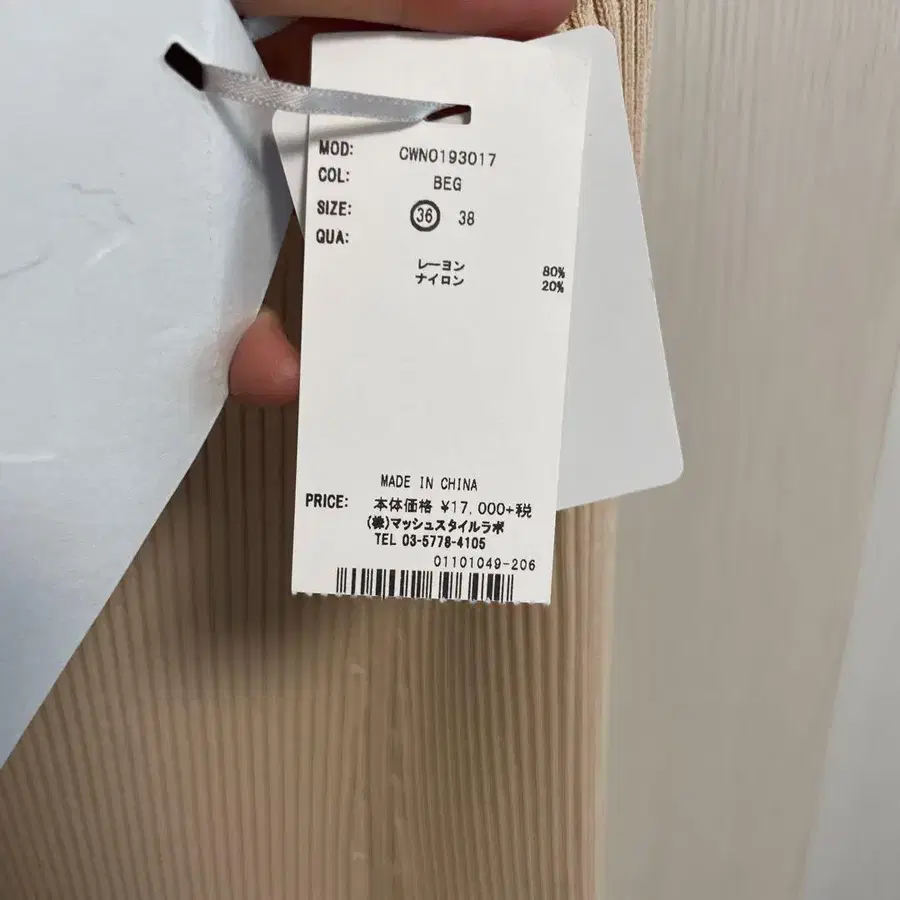 MOD: CWNO193017
COL: BEG
SIZE: 36 38
QUA:
レーヨン 80%
ナイロン 20%
MADE IN CHINA
PRICE: 本体価格 ¥17,000+税
(株)マッシュスタイルラボ
TEL 03-5778-4105
01101049-206